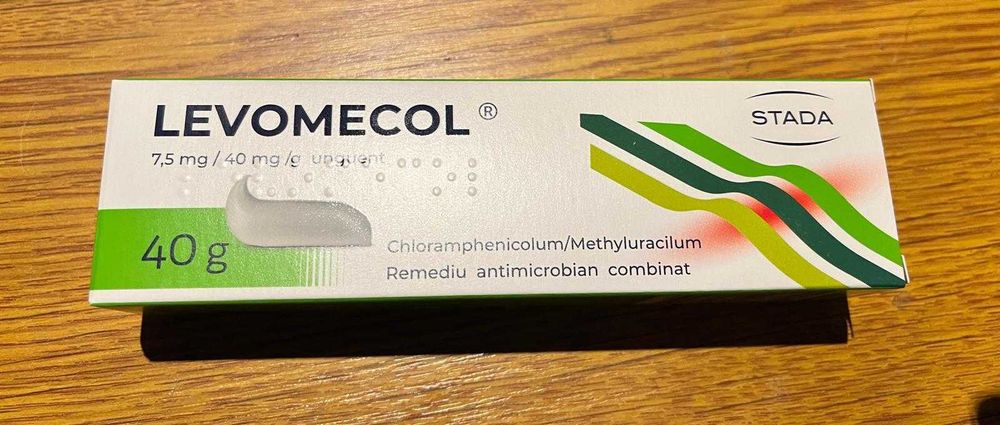 LEVOMECOL ®
7,5 mg / 40 mg /g unguent
STADA
40 g
Chloramphenicolum/Methyluracilum
Remediu antimicrobian combinat